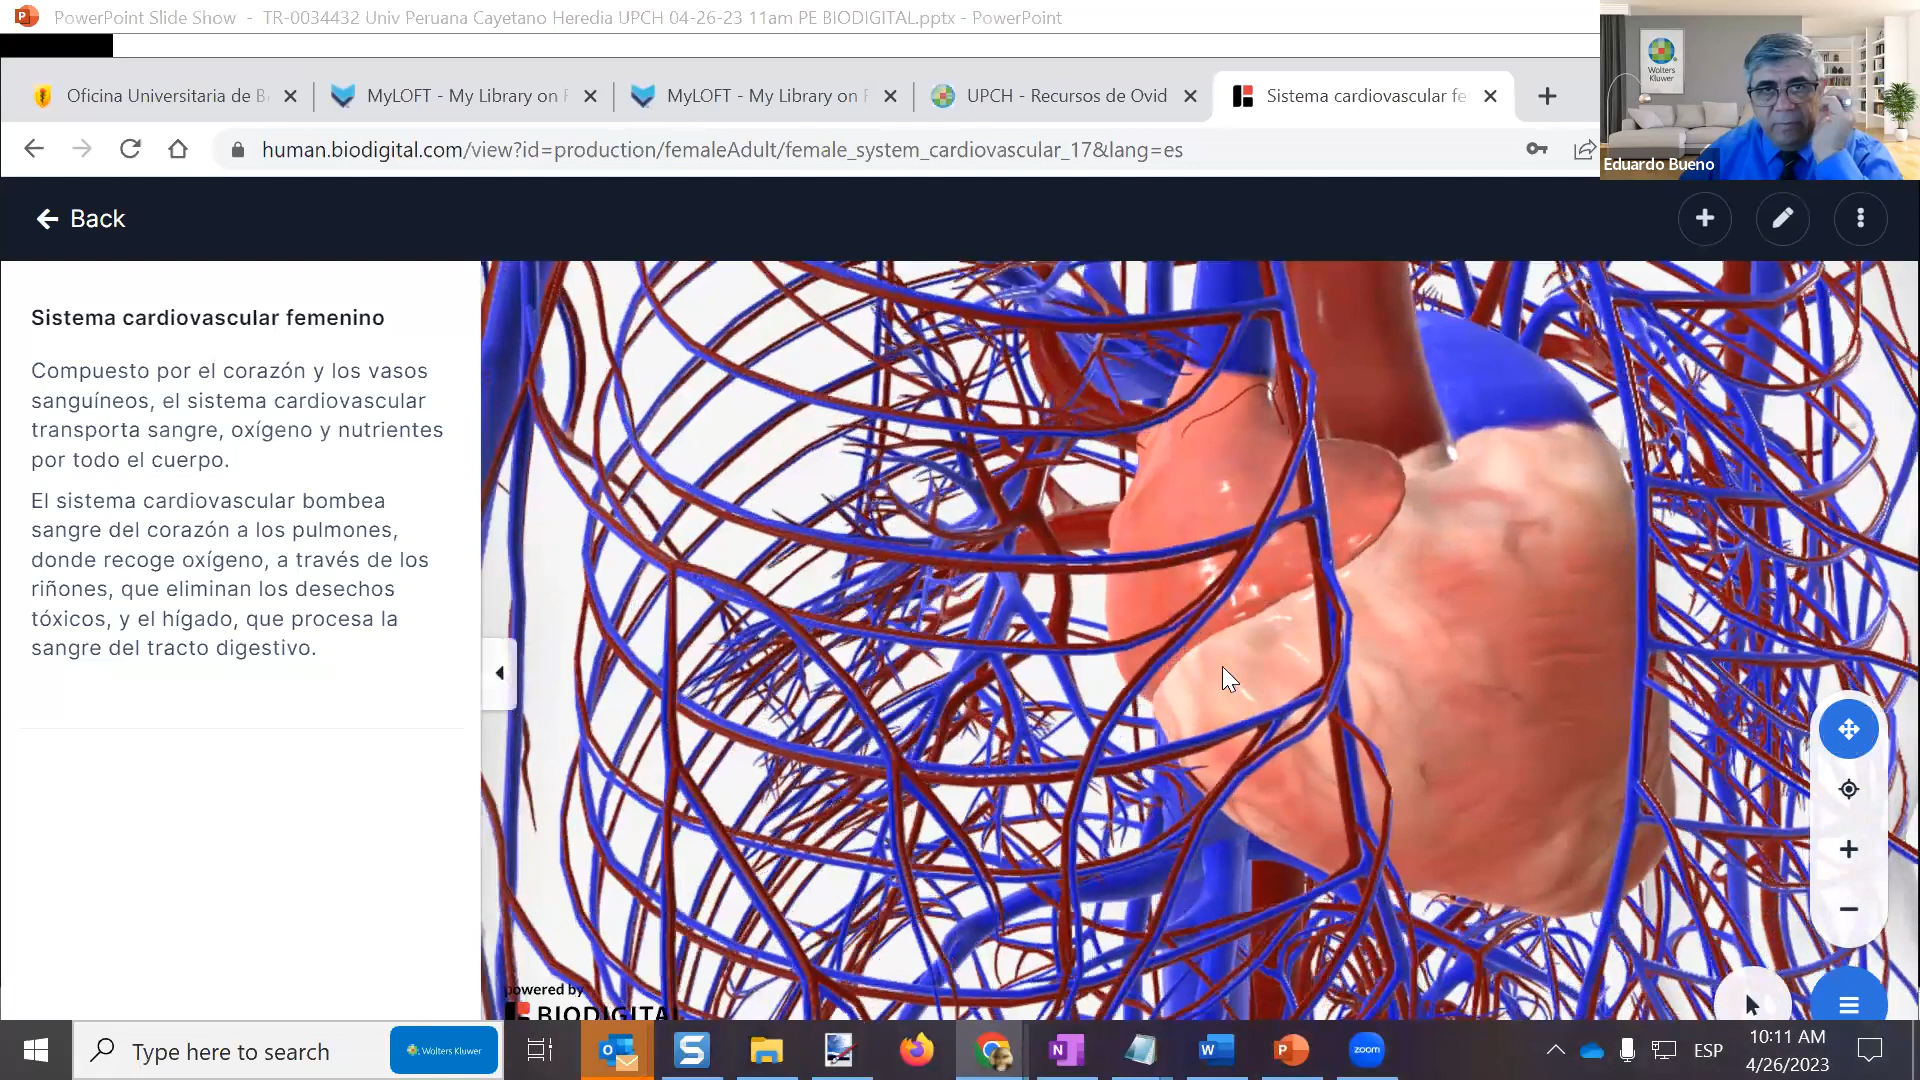 PowerPoint Slide Show - TR-0034432 Univ Peruana Cayetano Heredia UPCH 04-26-23 11am PE BIODIGITAL.pptx - PowerPoint
Wolters Kluwer
Eduardo Bueno
Oficina Universitaria de B
MyLOFT - My Library on F
MyLOFT - My Library on F
UPCH - Recursos de Ovid
Sistema cardiovascular fe
human.biodigital.com/view?id=production/femaleAdult/female_system_cardiovascular_17&lang=es
Back
Sistema cardiovascular femenino
Compuesto por el corazón y los vasos
sanguíneos, el sistema cardiovascular
transporta sangre, oxígeno y nutrientes
por todo el cuerpo.
El sistema cardiovascular bombea
sangre del corazón a los pulmones,
donde recoge oxígeno, a través de los
riñones, que eliminan los desechos
tóxicos, y el hígado, que procesa la
sangre del tracto digestivo.
powered by
BIODIGITAL
Type here to search
Wolters Kluwer
zoom
ESP
10:11 AM
4/26/2023